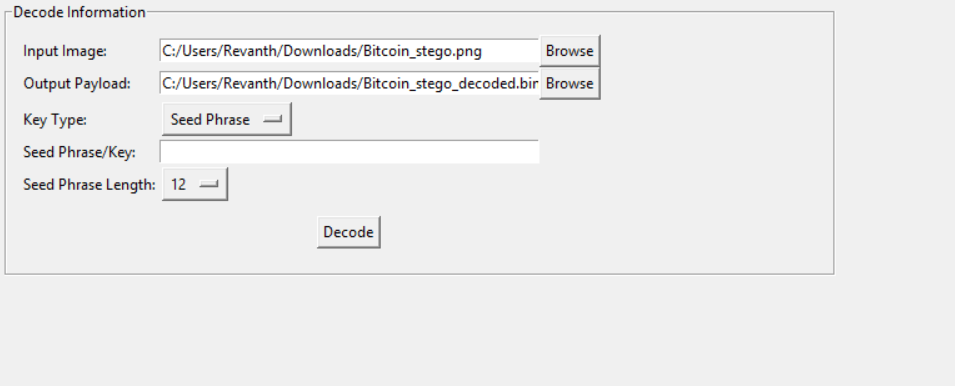 Decode Information
Input Image: C:/Users/Revanth/Downloads/Bitcoin_stego.png Browse
Output Payload: C:/Users/Revanth/Downloads/Bitcoin_stego_decoded.bin Browse
Key Type: Seed Phrase
Seed Phrase/Key:
Seed Phrase Length: 12
Decode